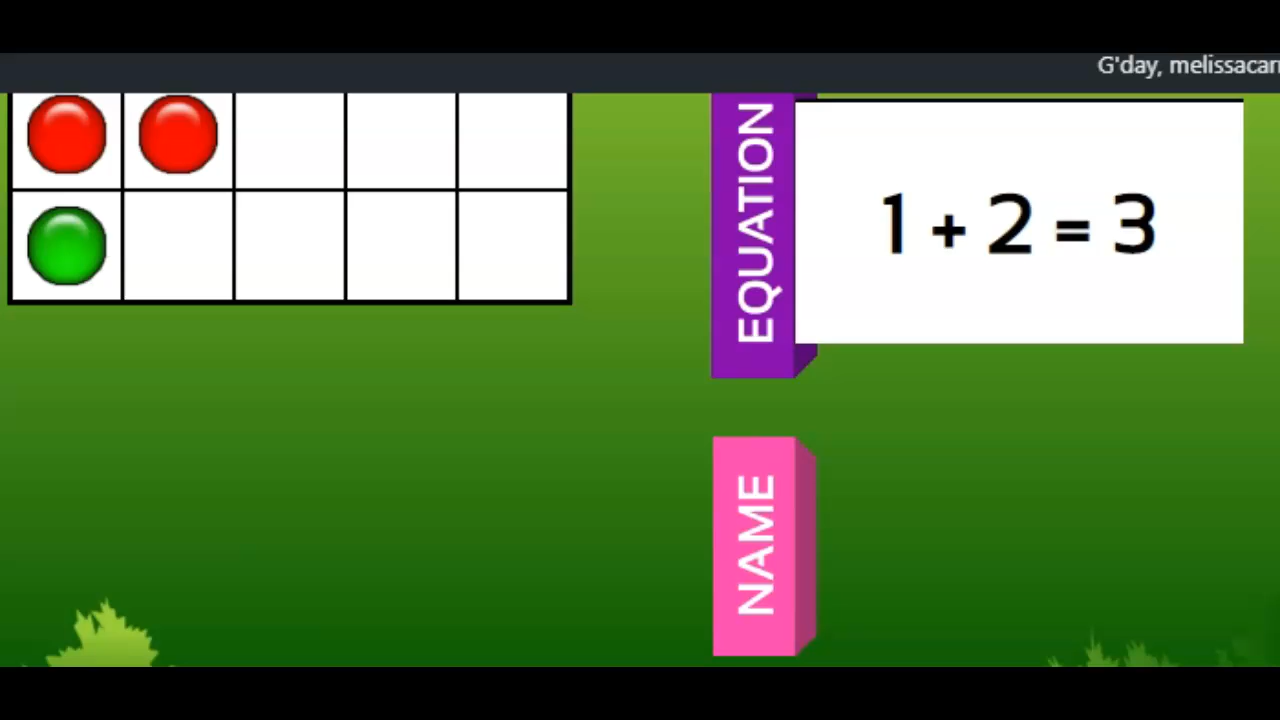 G'day, melissacan
EQUATION
1 + 2 = 3
NAME